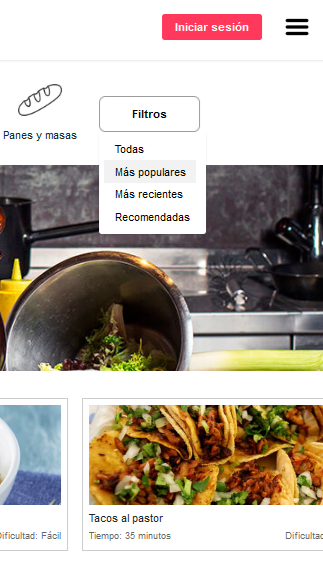 Iniciar sesión
Panes y masas
Filtros
Todas
Más populares
Más recientes
Recomendadas
Dificultad: Fácil
Tacos al pastor
Tiempo: 35 minutos
Dificultad